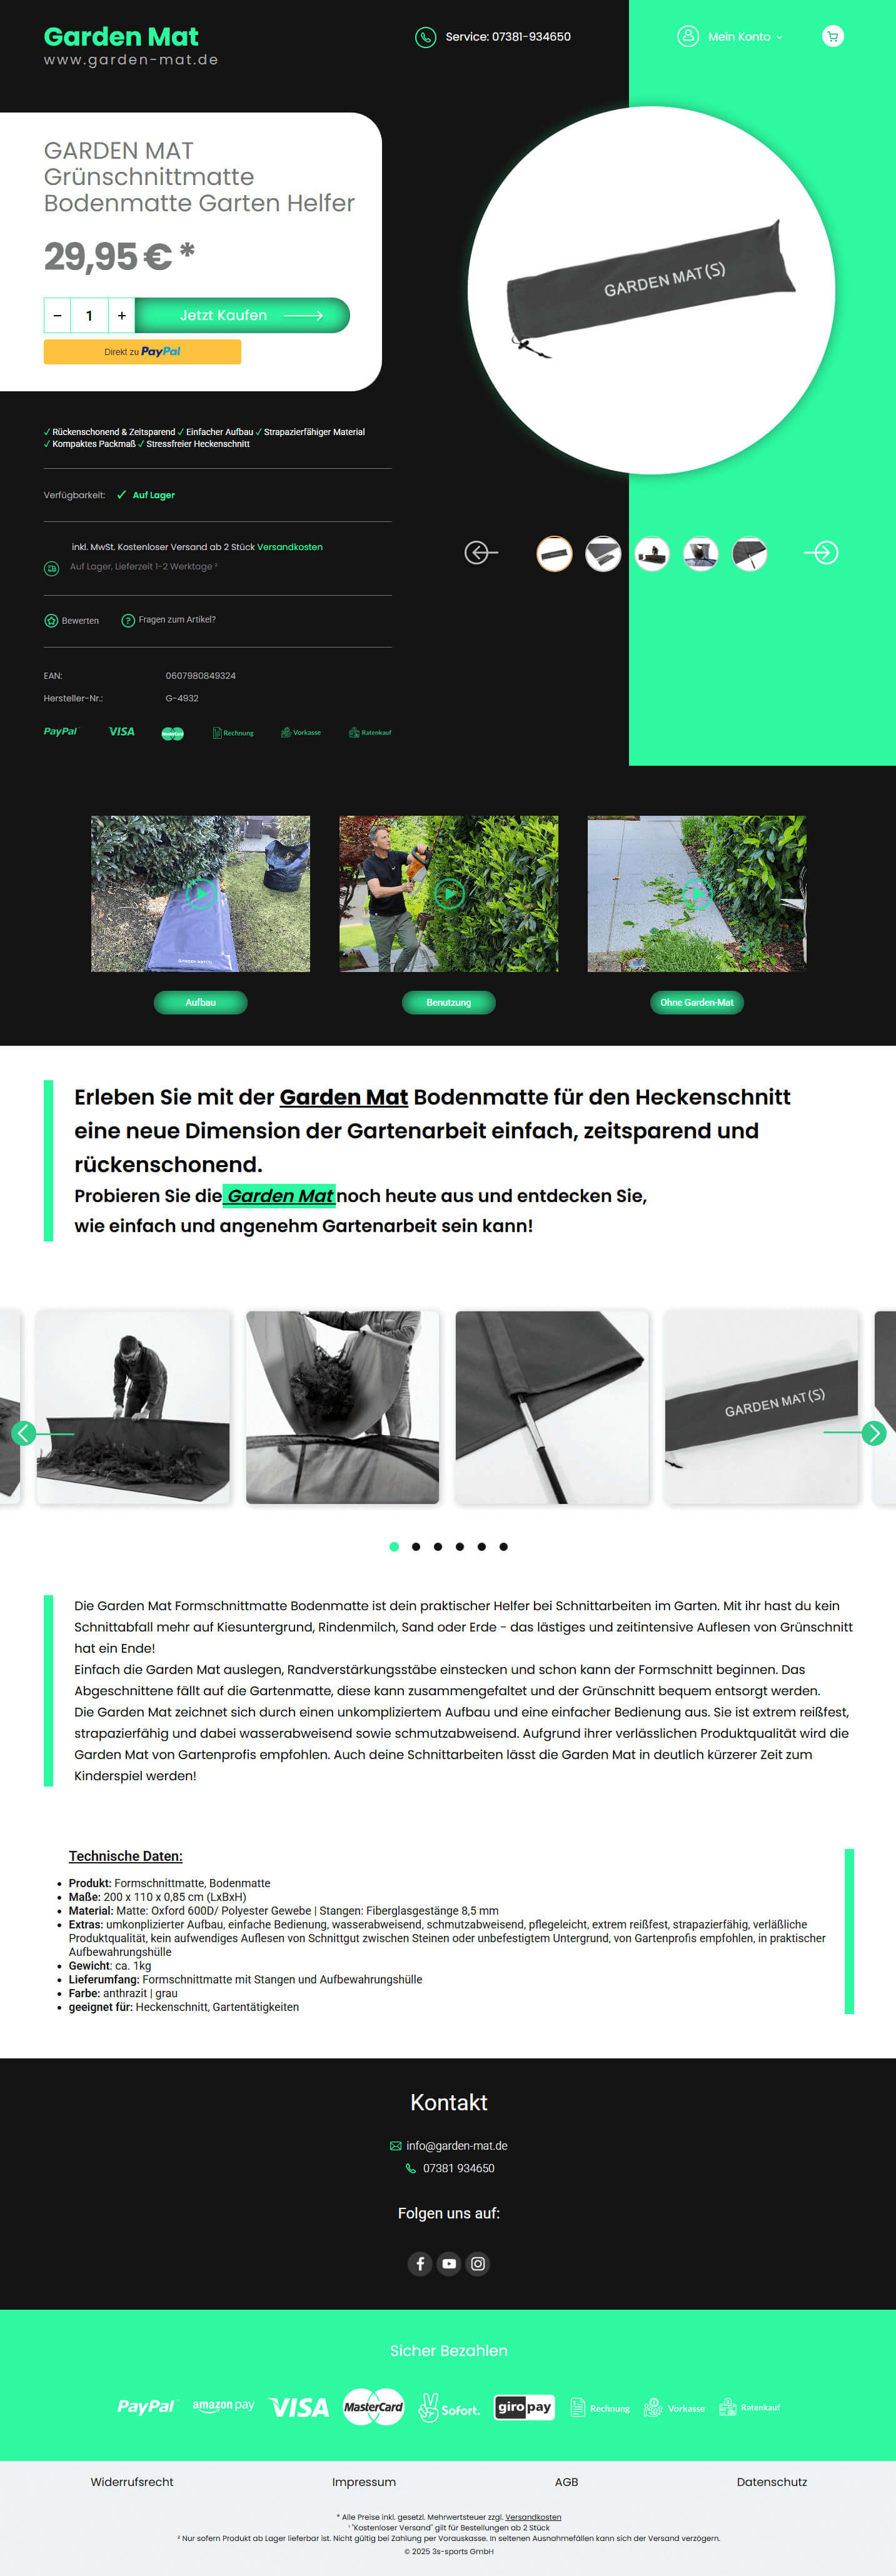 Garden Mat
www.garden-mat.de
Service: 07381-934650
Mein Konto
GARDEN MAT
Grünschnittmatte
Bodenmatte Garten Helfer
29,95 € *
− 1 + Jetzt Kaufen
Direkt zu PayPal
GARDEN MAT(S)
✓ Rückenschonend & Zeitsparend ✓ Einfacher Aufbau ✓ Strapazierfähiger Material
✓ Kompaktes Packmaß ✓ Stressfreier Heckenschnitt
Verfügbarkeit: ✓ Auf Lager
inkl. MwSt. Kostenloser Versand ab 2 Stück Versandkosten
Auf Lager, Lieferzeit 1-2 Werktage ²
Bewerten Fragen zum Artikel?
EAN: 0607980849324
Hersteller-Nr.: G-4932
PayPal VISA MasterCard Rechnung Vorkasse Ratenkauf
Aufbau Benutzung Ohne Garden-Mat
Erleben Sie mit der Garden Mat Bodenmatte für den Heckenschnitt
eine neue Dimension der Gartenarbeit einfach, zeitsparend und
rückenschonend.
Probieren Sie die Garden Mat noch heute aus und entdecken Sie,
wie einfach und angenehm Gartenarbeit sein kann!
GARDEN MAT(S)
Die Garden Mat Formschnittmatte Bodenmatte ist dein praktischer Helfer bei Schnittarbeiten im Garten. Mit ihr hast du kein
Schnittabfall mehr auf Kiesuntergrund, Rindenmilch, Sand oder Erde - das lästiges und zeitintensive Auflesen von Grünschnitt
hat ein Ende!
Einfach die Garden Mat auslegen, Randverstärkungsstäbe einstecken und schon kann der Formschnitt beginnen. Das
Abgeschnittene fällt auf die Gartenmatte, diese kann zusammengefaltet und der Grünschnitt bequem entsorgt werden.
Die Garden Mat zeichnet sich durch einen unkompliziertem Aufbau und eine einfacher Bedienung aus. Sie ist extrem reißfest,
strapazierfähig und dabei wasserabweisend sowie schmutzabweisend. Aufgrund ihrer verlässlichen Produktqualität wird die
Garden Mat von Gartenprofis empfohlen. Auch deine Schnittarbeiten lässt die Garden Mat in deutlich kürzerer Zeit zum
Kinderspiel werden!
Technische Daten:
• Produkt: Formschnittmatte, Bodenmatte
• Maße: 200 x 110 x 0,85 cm (LxBxH)
• Material: Matte: Oxford 600D/ Polyester Gewebe | Stangen: Fiberglasgestänge 8,5 mm
• Extras: umkonplizierter Aufbau, einfache Bedienung, wasserabweisend, schmutzabweisend, pflegeleicht, extrem reißfest, strapazierfähig, verläßliche
Produktqualität, kein aufwendiges Auflesen von Schnittgut zwischen Steinen oder unbefestigtem Untergrund, von Gartenprofis empfohlen, in praktischer
Aufbewahrungshülle
• Gewicht: ca. 1kg
• Lieferumfang: Formschnittmatte mit Stangen und Aufbewahrungshülle
• Farbe: anthrazit | grau
• geeignet für: Heckenschnitt, Gartentätigkeiten
Kontakt
info@garden-mat.de
07381 934650
Folgen uns auf:
Sicher Bezahlen
PayPal amazon pay VISA MasterCard Sofort. giropay Rechnung Vorkasse Ratenkauf
Widerrufsrecht Impressum AGB Datenschutz
* Alle Preise inkl. gesetzl. Mehrwertsteuer zzgl. Versandkosten
¹ "Kostenloser Versand" gilt für Bestellungen ab 2 Stück
² Nur sofern Produkt ab Lager lieferbar ist. Nicht gültig bei Zahlung per Vorauskasse. In seltenen Ausnahmefällen kann sich der Versand verzögern.
© 2025 3s-sports GmbH